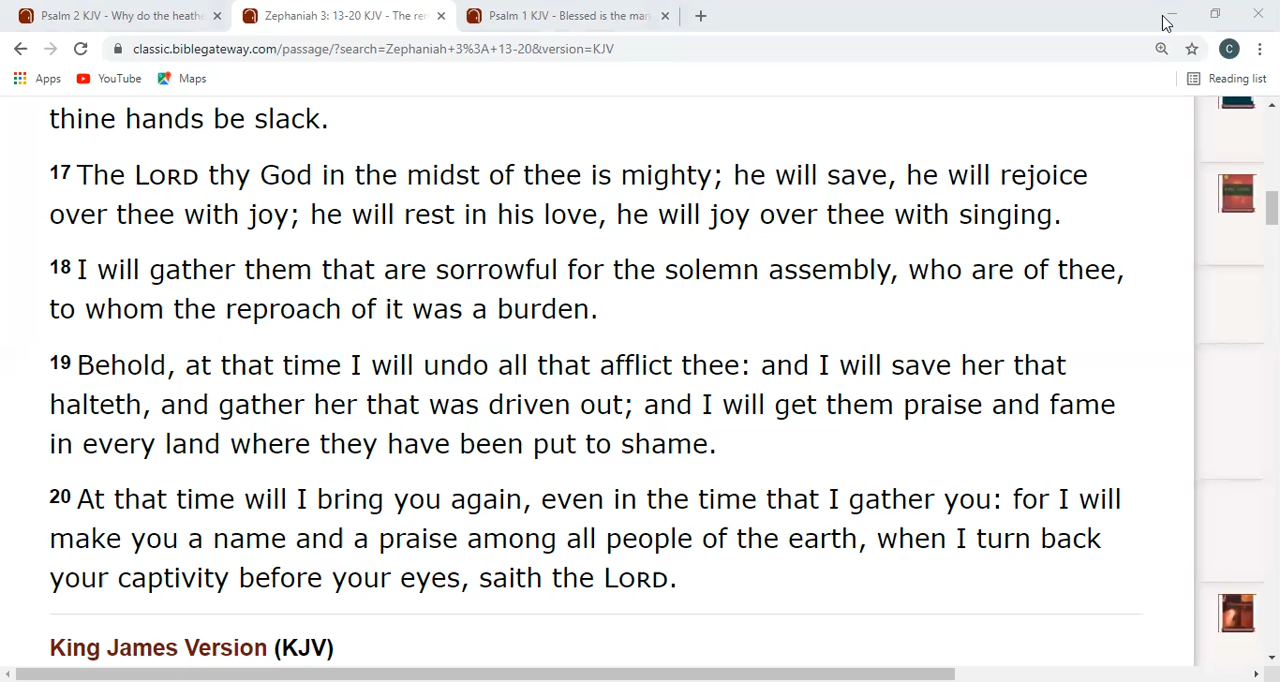 Psalm 2 KJV - Why do the heathe
Zephaniah 3: 13-20 KJV - The rem
Psalm 1 KJV - Blessed is the man
classic.biblegateway.com/passage/?search=Zephaniah+3%3A+13-20&version=KJV
C
Apps YouTube Maps Reading list
thine hands be slack.
17 The LORD thy God in the midst of thee is mighty; he will save, he will rejoice
over thee with joy; he will rest in his love, he will joy over thee with singing.
18 I will gather them that are sorrowful for the solemn assembly, who are of thee,
to whom the reproach of it was a burden.
19 Behold, at that time I will undo all that afflict thee: and I will save her that
halteth, and gather her that was driven out; and I will get them praise and fame
in every land where they have been put to shame.
20 At that time will I bring you again, even in the time that I gather you: for I will
make you a name and a praise among all people of the earth, when I turn back
your captivity before your eyes, saith the LORD.
King James Version (KJV)